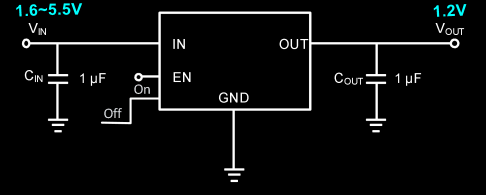 1.6~5.5V
1.2V
VIN
VOUT
IN
OUT
CIN
1 µF
EN
COUT
1 µF
On
GND
Off